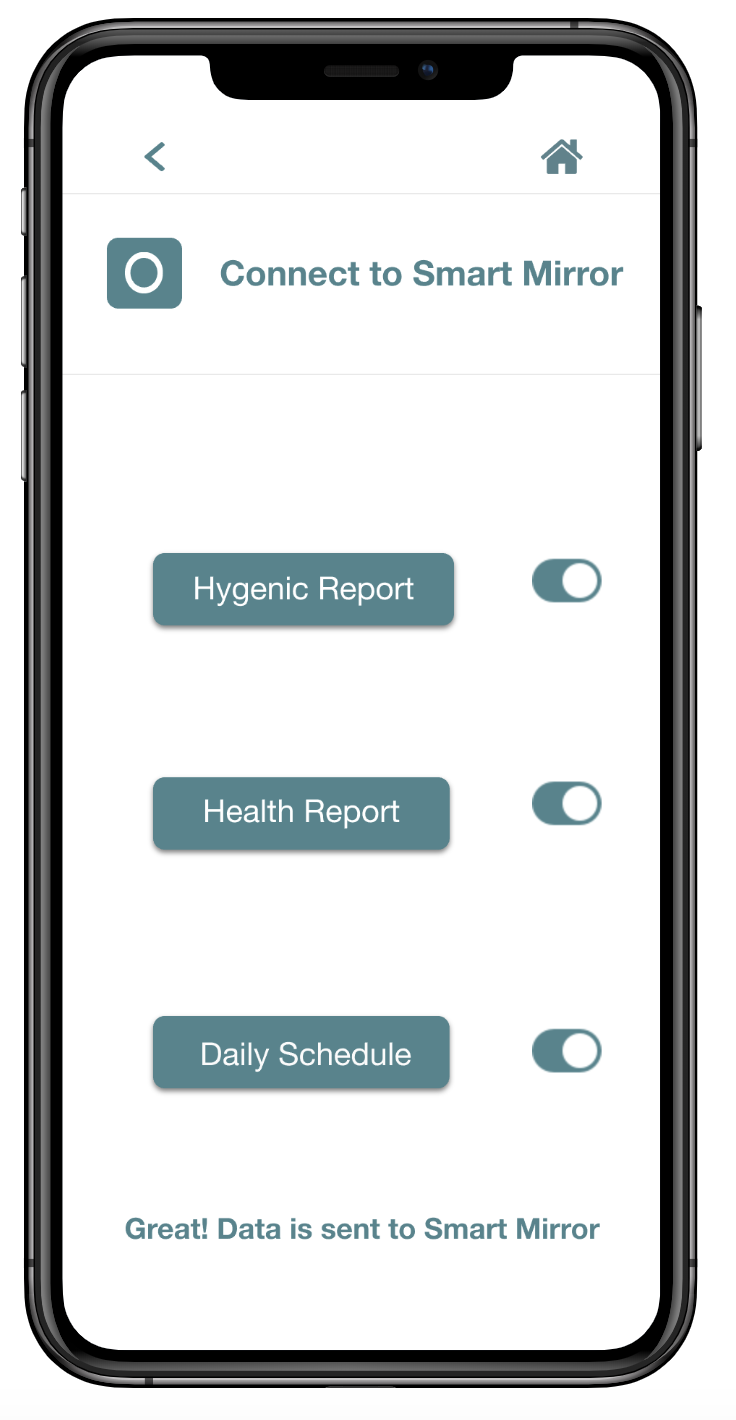 Connect to Smart Mirror
Hygenic Report
Health Report
Daily Schedule
Great! Data is sent to Smart Mirror